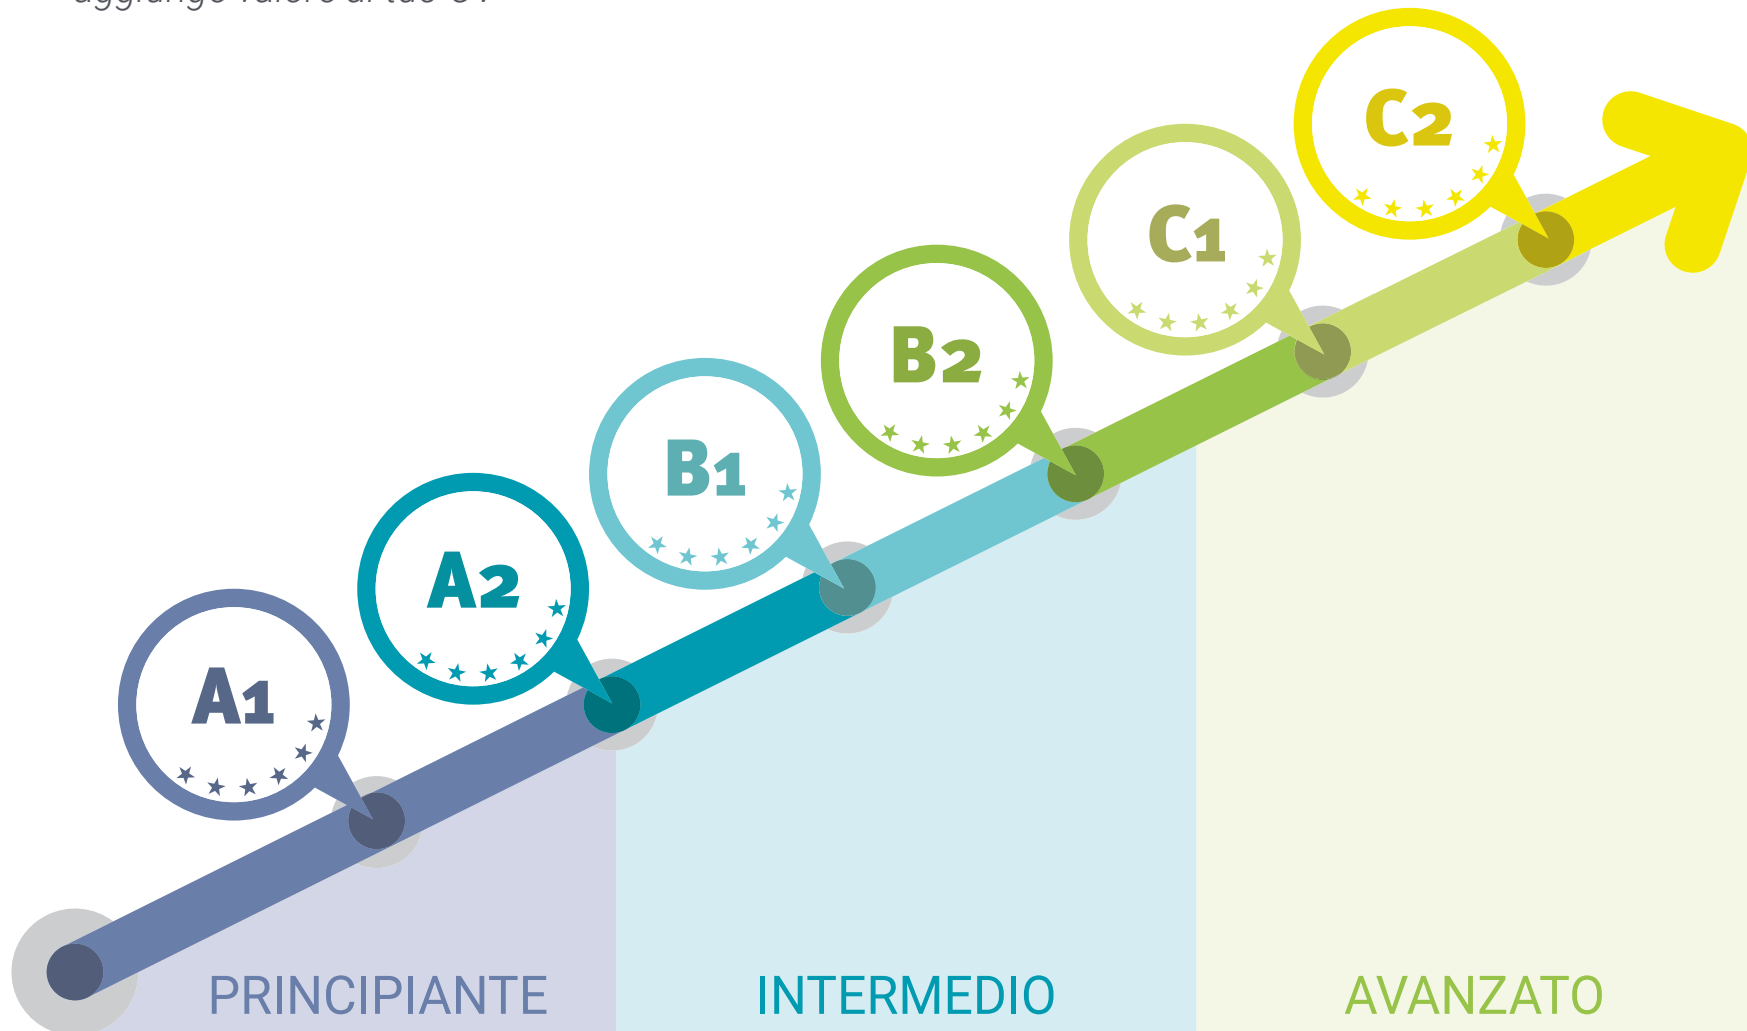 C2
C1
B2
B1
A2
A1
PRINCIPIANTE INTERMEDIO AVANZATO